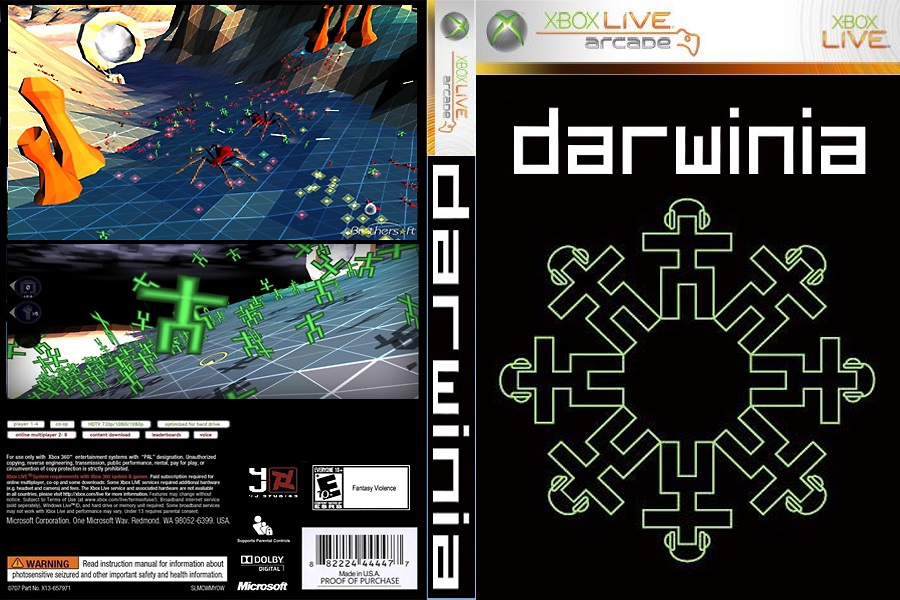 Brothersoft
player 1-4 co-op HDTV 720p/1080i/1080p optimised for hard drive
online multiplayer 2- 8 content download leaderboards voice
For use only with Xbox 360™ entertainment systems with "PAL" designation. Unauthorized
copying, reverse engineering, transmission, public performance, rental, pay for play, or
circumvention of copy protection is strictly prohibited.
Microsoft Corporation. One Microsoft Way. Redmond. WA 98052-6399. USA.
WARNING Read instruction manual for information about
photosensitive seizured and other important safety and health information.
0707 Part No. X13-657971
SLMCWMYDW
EVERYONE 10+
E
ESRB
Fantasy Violence
Supports Parental Controls
DOLBY
DIGITAL
Microsoft
8 82224 44447 7
Made in U.S.A.
PROOF OF PURCHASE
XBOX LIVE
arcade
darwinia
XBOX LIVE
arcade
XBOX
LIVE
darwinia